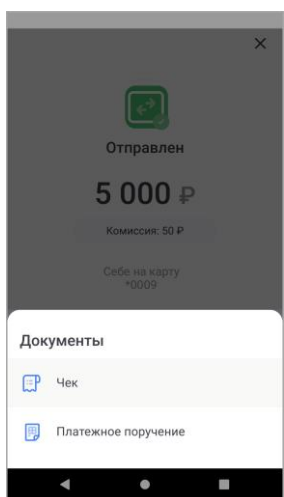 Отправлен
5 000 ₽
Комиссия: 50 ₽
Себе на карту
*0009
Документы
Чек
Платежное поручение